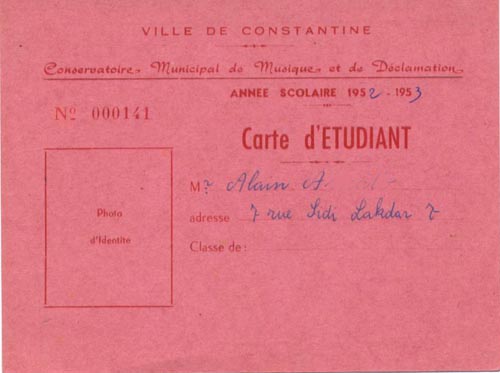 VILLE DE CONSTANTINE
Conservatoire Municipal de Musique et de Déclamation
ANNÉE SCOLAIRE 1952-1953
Nº 000141
Carte d'ETUDIANT
Mr Alain A.
Photo
d'Identite
adresse 7 rue Sidi Lakdar 7
Classe de :